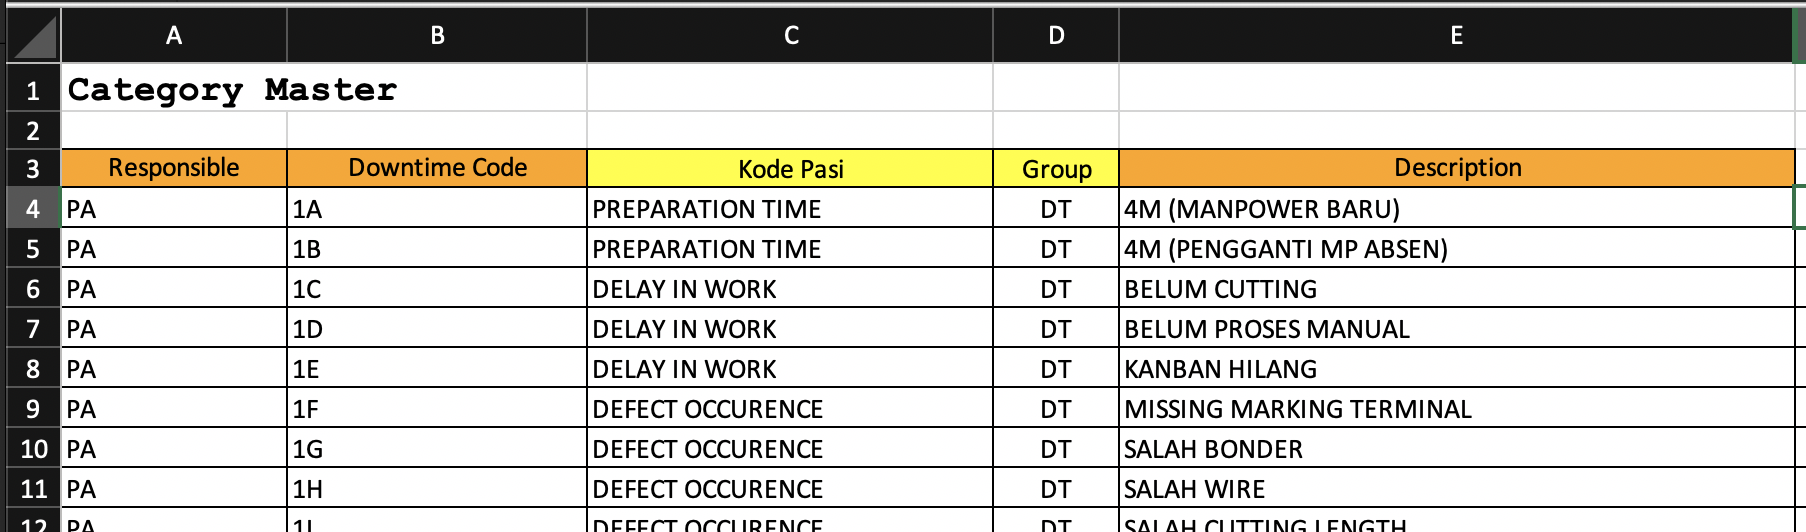 A B C D E
1 Category Master
2
3 Responsible Downtime Code Kode Pasi Group Description
4 PA 1A PREPARATION TIME DT 4M (MANPOWER BARU)
5 PA 1B PREPARATION TIME DT 4M (PENGGANTI MP ABSEN)
6 PA 1C DELAY IN WORK DT BELUM CUTTING
7 PA 1D DELAY IN WORK DT BELUM PROSES MANUAL
8 PA 1E DELAY IN WORK DT KANBAN HILANG
9 PA 1F DEFECT OCCURENCE DT MISSING MARKING TERMINAL
10 PA 1G DEFECT OCCURENCE DT SALAH BONDER
11 PA 1H DEFECT OCCURENCE DT SALAH WIRE
12 PA DEFECT OCCURENCE DT SALAH CUTTING LENGTH